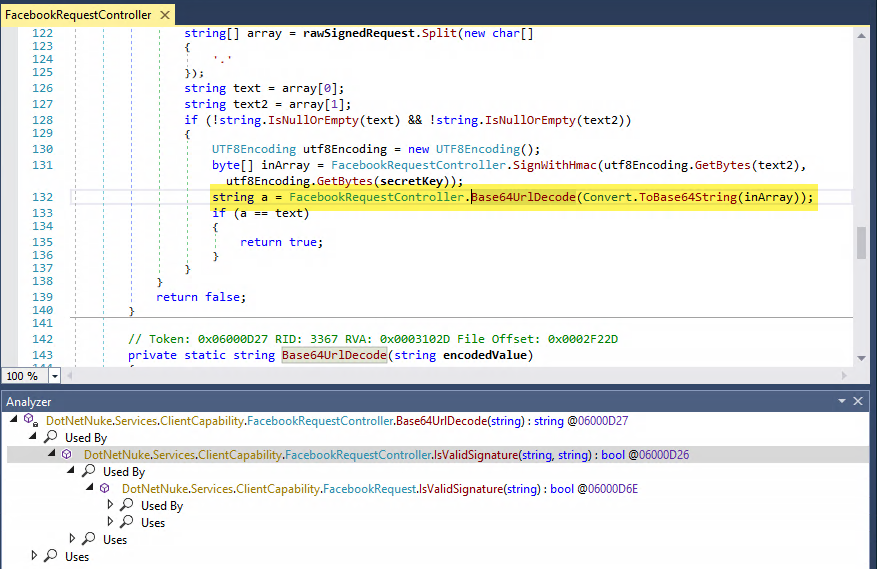 FacebookRequestController ×
122 string[] array = rawSignedRequest.Split(new char[]
123 {
124 '.'
125 });
126 string text = array[0];
127 string text2 = array[1];
128 if (!string.IsNullOrEmpty(text) && !string.IsNullOrEmpty(text2))
129 {
130 UTF8Encoding utf8Encoding = new UTF8Encoding();
131 byte[] inArray = FacebookRequestController.SignWithHmac(utf8Encoding.GetBytes(text2),
utf8Encoding.GetBytes(secretKey));
132 string a = FacebookRequestController.Base64UrlDecode(Convert.ToBase64String(inArray));
133 if (a == text)
134 {
135 return true;
136 }
137 }
138 }
139 return false;
140 }
141
142 // Token: 0x06000D27 RID: 3367 RVA: 0x0003102D File Offset: 0x0002F22D
143 private static string Base64UrlDecode(string encodedValue)
144 {
100 %
Analyzer
DotNetNuke.Services.ClientCapability.FacebookRequestController.Base64UrlDecode(string) : string @06000D27
Used By
DotNetNuke.Services.ClientCapability.FacebookRequestController.IsValidSignature(string, string) : bool @06000D26
Used By
DotNetNuke.Services.ClientCapability.FacebookRequest.IsValidSignature(string) : bool @06000D6E
Used By
Uses
Uses
Uses